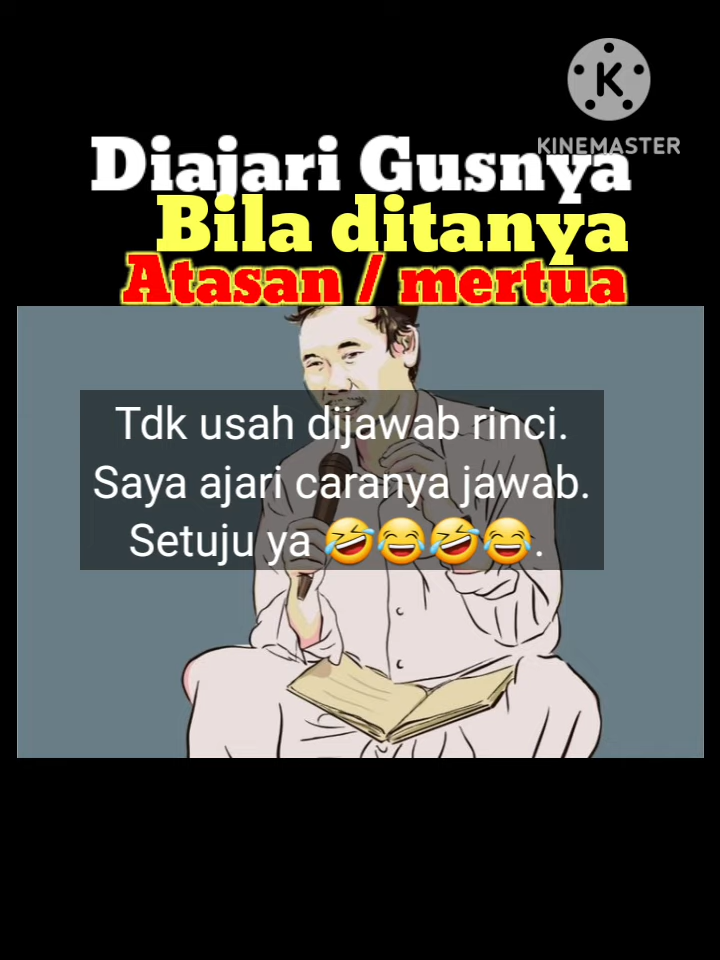 KINEMASTER
Diajari Gusnya
Bila ditanya
Atasan / mertua
Tdk usah dijawab rinci.
Saya ajari caranya jawab.
Setuju ya 🤣😂🤣😂.